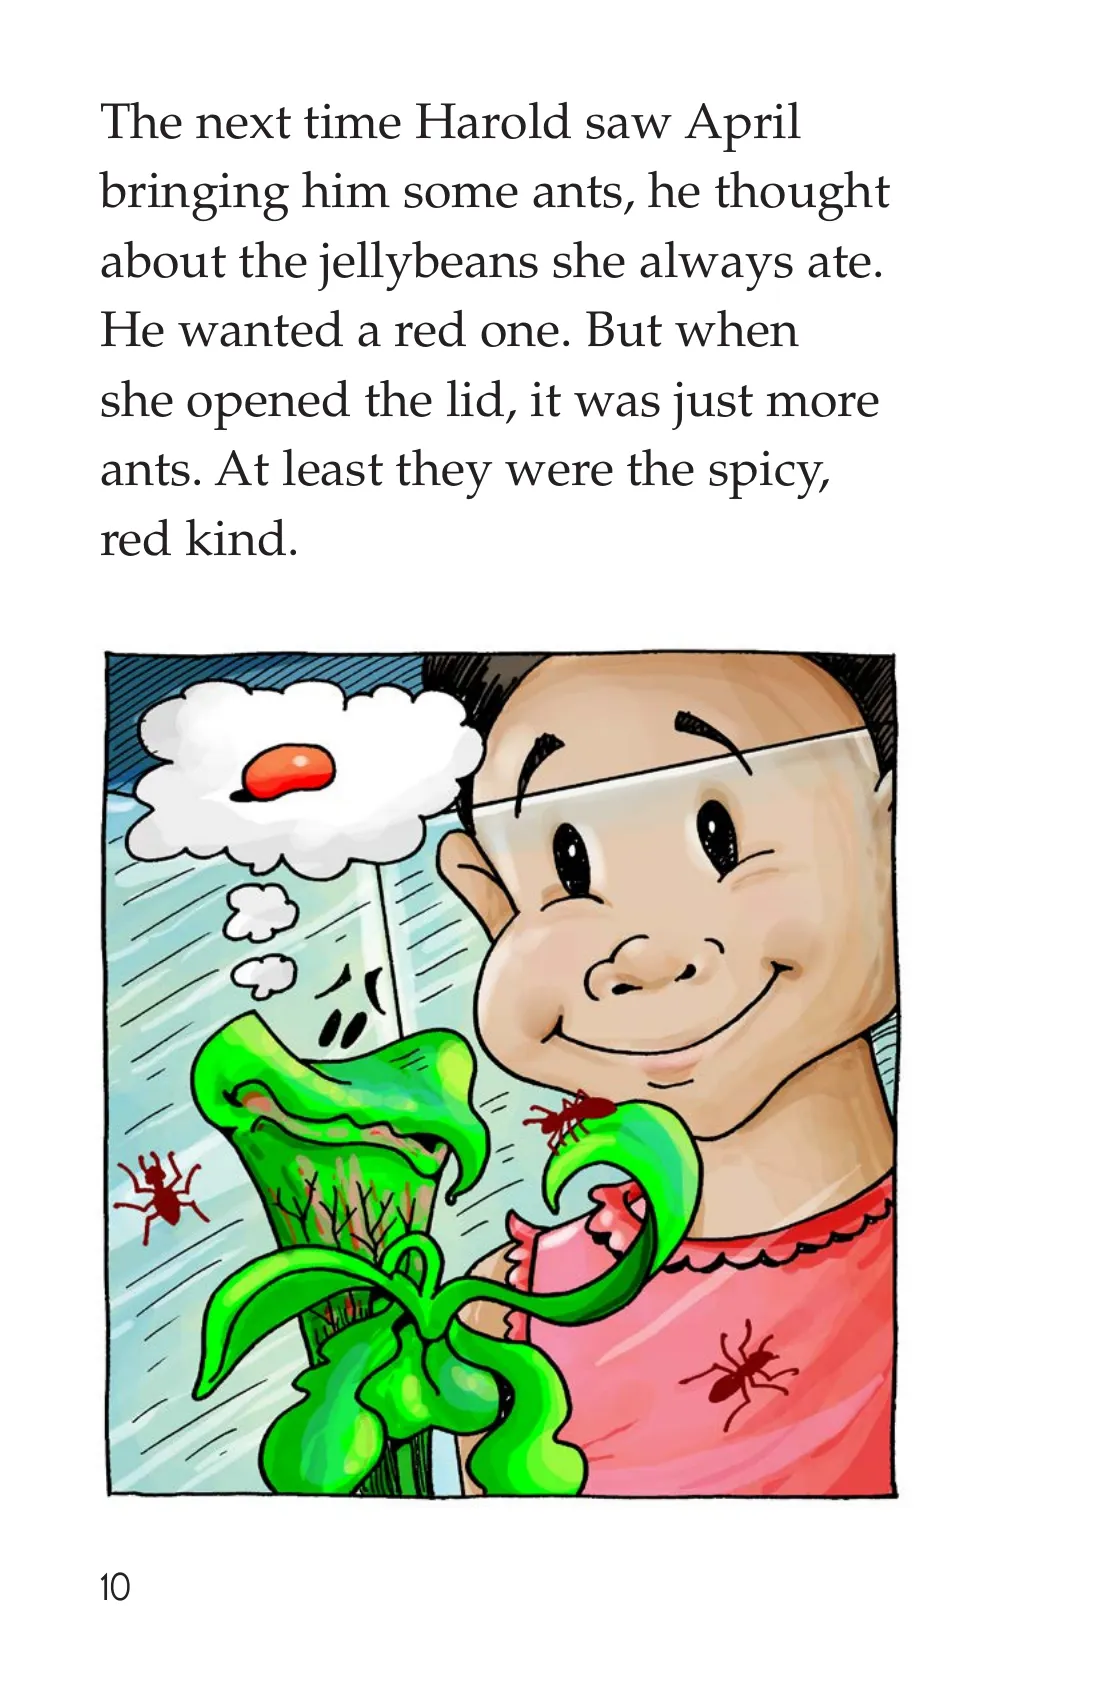 The next time Harold saw April
bringing him some ants, he thought
about the jellybeans she always ate.
He wanted a red one. But when
she opened the lid, it was just more
ants. At least they were the spicy,
red kind.
10